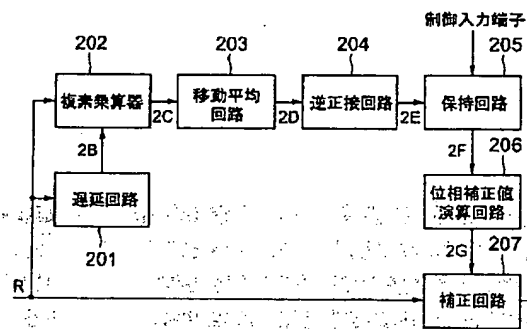 制御入力端子
202
203
204
205
複素乗算器
2C
移動平均
回路
2D
逆正接回路
2E
保持回路
2B
2F
206
遅延回路
位相補正値
演算回路
201
2G
207
R
補正回路